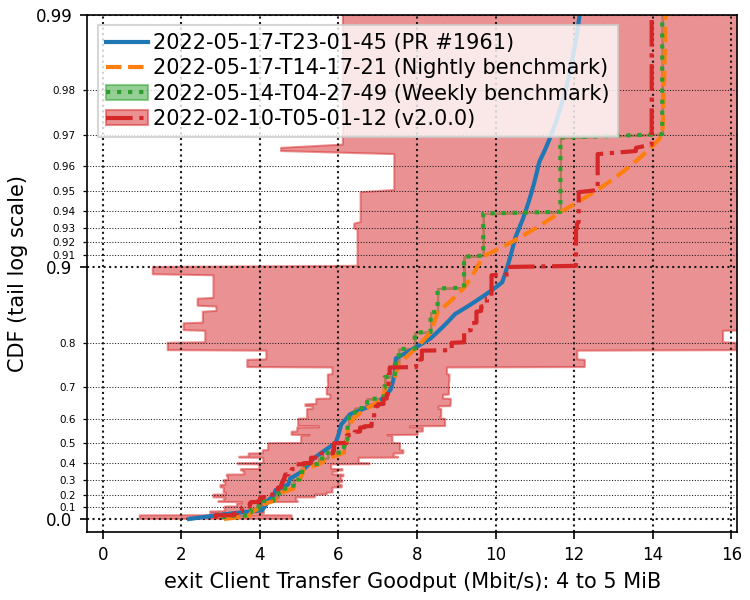 0.99
0.98
0.97
0.96
0.95
0.94
0.93
0.92
0.91
0.9
0.8
0.7
0.6
0.5
0.4
0.3
0.2
0.1
0.0
CDF (tail log scale)
2022-05-17-T23-01-45 (PR #1961)
2022-05-17-T14-17-21 (Nightly benchmark)
2022-05-14-T04-27-49 (Weekly benchmark)
2022-02-10-T05-01-12 (v2.0.0)
0 2 4 6 8 10 12 14 16
exit Client Transfer Goodput (Mbit/s): 4 to 5 MiB